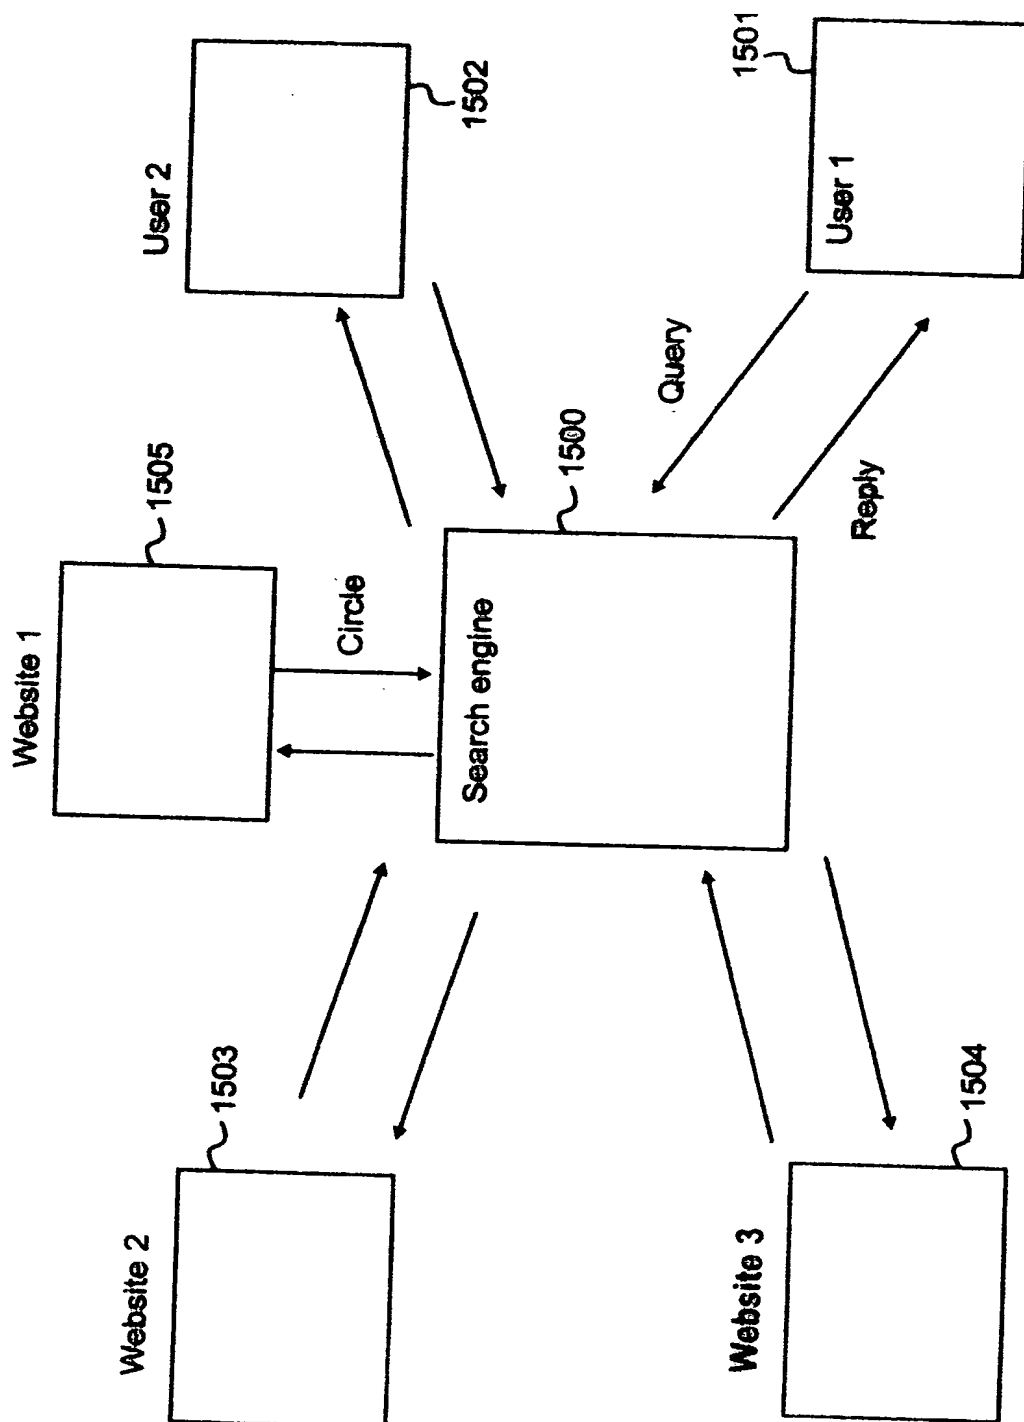 Website 1
1505
Website 2
1503
User 2
1502
Circle
Search engine
1500
Query
Reply
Website 3
1504
User 1
1501